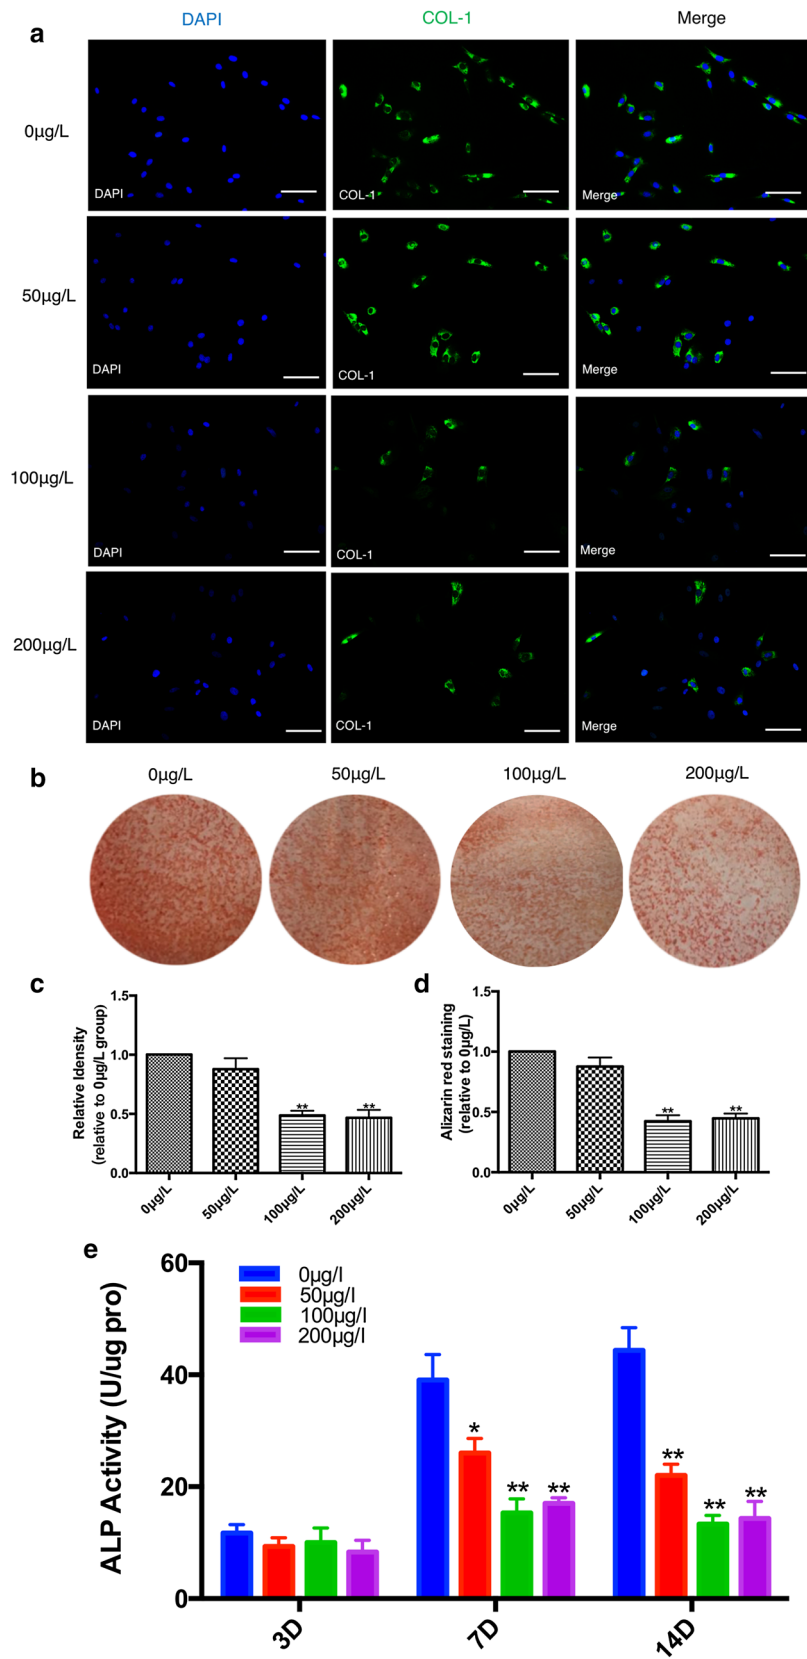 DAPI COL-1 Merge
a
0µg/L
DAPI COL-1 Merge
50µg/L
DAPI COL-1 Merge
100µg/L
DAPI COL-1 Merge
200µg/L
DAPI COL-1 Merge
b
0µg/L 50µg/L 100µg/L 200µg/L
c
Relative Idensity
(relative to 0µg/L group)
1.5
1.0
0.5
0.0
** **
0µg/L 50µg/L 100µg/L 200µg/L
d
Alizarin red staining
(relative to 0µg/L)
1.5
1.0
0.5
0.0
** **
0µg/L 50µg/L 100µg/L 200µg/L
e
ALP Activity (U/ug pro)
60
40
20
0
0µg/l
50µg/l
100µg/l
200µg/l
* ** **
** ** **
3D 7D 14D